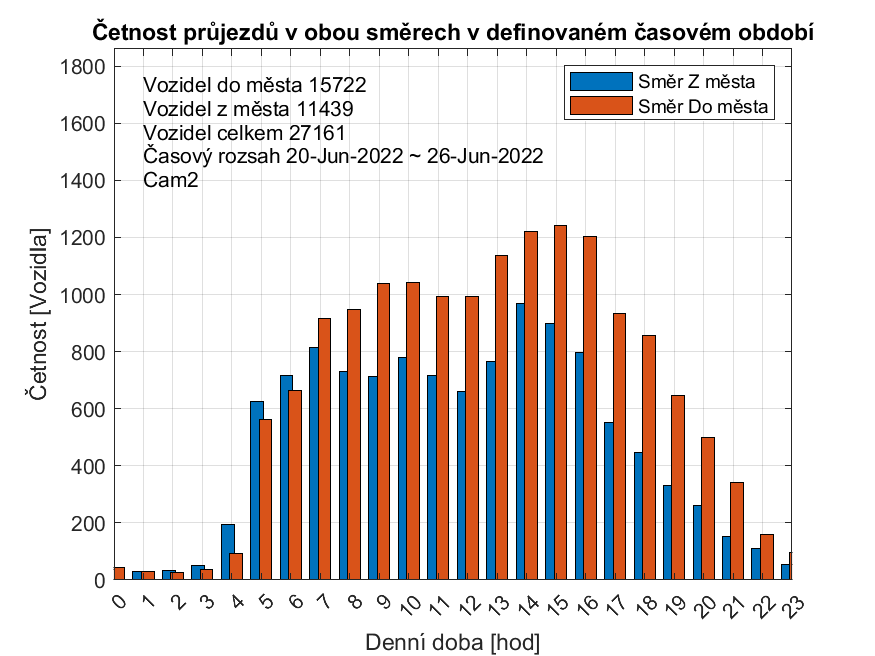 Četnost průjezdů v obou směrech v definovaném časovém období
Vozidel do města 15722
Vozidel z města 11439
Vozidel celkem 27161
Časový rozsah 20-Jun-2022 ~ 26-Jun-2022
Cam2
Směr Z města
Směr Do města
Četnost [Vozidla]
1800
1600
1400
1200
1000
800
600
400
200
0
0 1 2 3 4 5 6 7 8 9 10 11 12 13 14 15 16 17 18 19 20 21 22 23
Denní doba [hod]